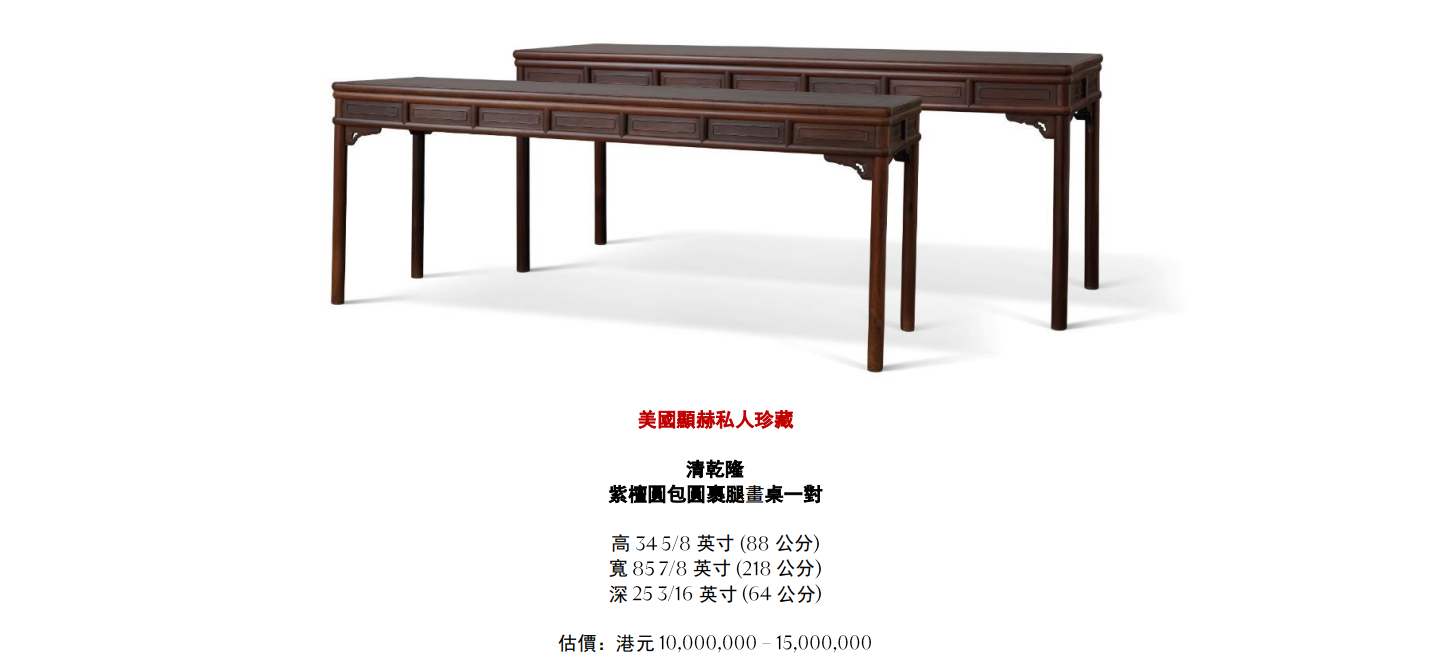 美國顯赫私人珍藏
清乾隆
紫檀圓包圓裹腿畫桌一對
高 34 5/8 英寸 (88 公分)
寬 85 7/8 英寸 (218 公分)
深 25 3/16 英寸 (64 公分)
估價：港元 10,000,000 – 15,000,000